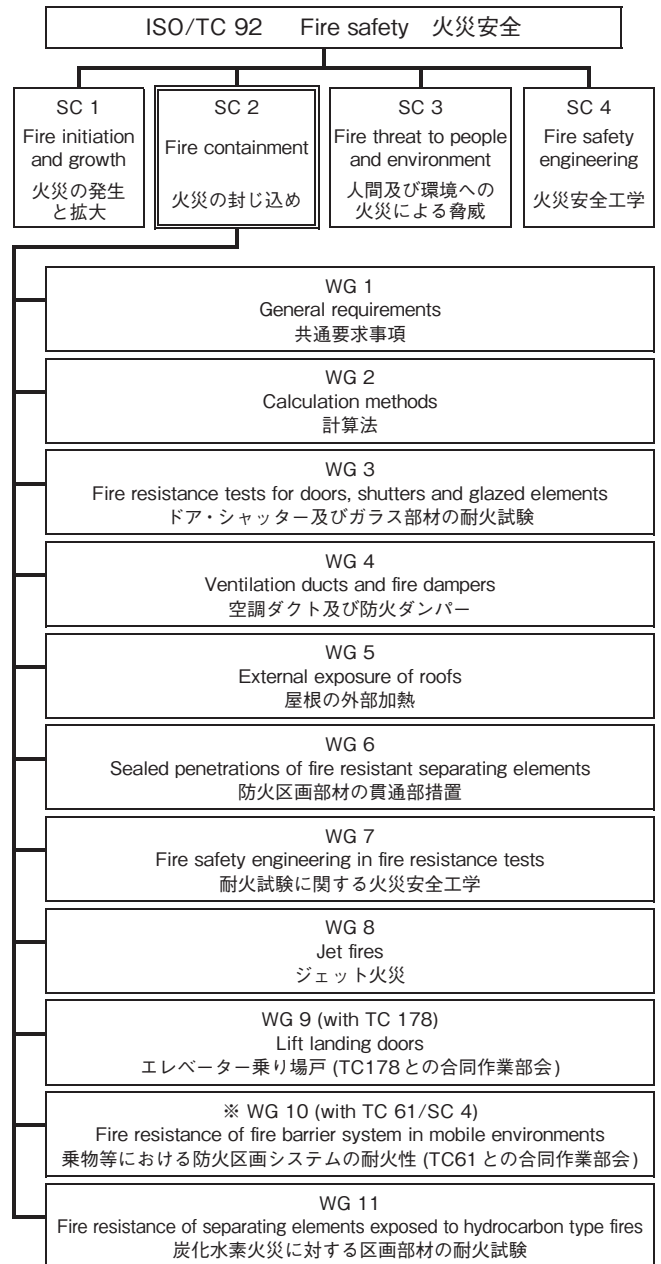 ISO/TC 92 Fire safety 火災安全
SC 1
Fire initiation
and growth
火災の発生
と拡大
SC 2
Fire containment
火災の封じ込め
SC 3
Fire threat to people
and environment
人間及び環境への
火災による脅威
SC 4
Fire safety
engineering
火災安全工学
WG 1
General requirements
共通要求事項
WG 2
Calculation methods
計算法
WG 3
Fire resistance tests for doors, shutters and glazed elements
ドア・シャッター及びガラス部材の耐火試験
WG 4
Ventilation ducts and fire dampers
空調ダクト及び防火ダンパー
WG 5
External exposure of roofs
屋根の外部加熱
WG 6
Sealed penetrations of fire resistant separating elements
防火区画部材の貫通部措置
WG 7
Fire safety engineering in fire resistance tests
耐火試験に関する火災安全工学
WG 8
Jet fires
ジェット火災
WG 9 (with TC 178)
Lift landing doors
エレベーター乗り場戸 (TC178との合同作業部会)
※ WG 10 (with TC 61/SC 4)
Fire resistance of fire barrier system in mobile environments
乗物等における防火区画システムの耐火性 (TC61との合同作業部会)
WG 11
Fire resistance of separating elements exposed to hydrocarbon type fires
炭化水素火災に対する区画部材の耐火試験